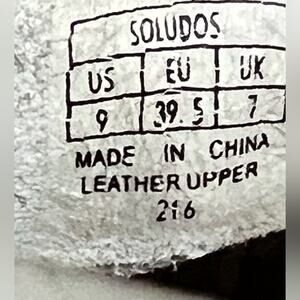 SOLUDOS
US EU UK
9 39.5 7
MADE IN CHINA
LEATHER UPPER
216